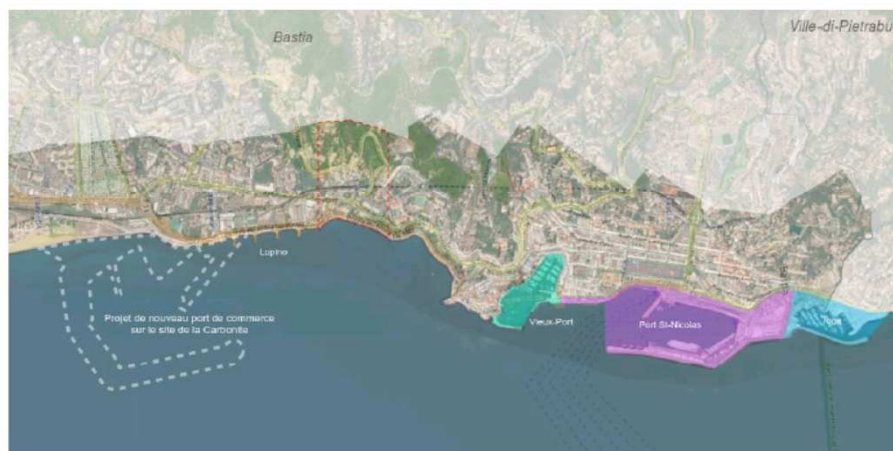 Bastia
Ville-di-Pietrabu
Lupino
Projet de nouveau port de commerce
sur le site de la Carbonite
Vieux-Port
Port St-Nicolas
Toga